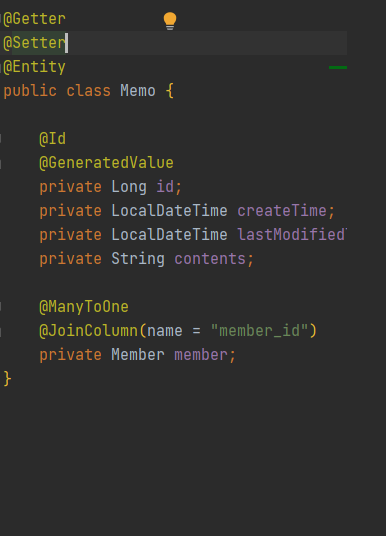 @Getter
@Setter
@Entity
public class Memo {
@Id
@GeneratedValue
private Long id;
private LocalDateTime createTime;
private LocalDateTime lastModified
private String contents;
@ManyToOne
@JoinColumn(name = "member_id")
private Member member;
}